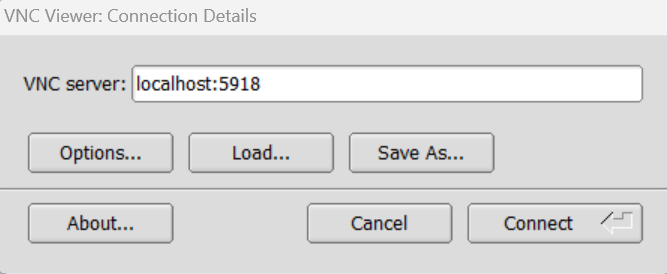 VNC Viewer: Connection Details
VNC server: localhost:5918
Options... Load... Save As...
About... Cancel Connect